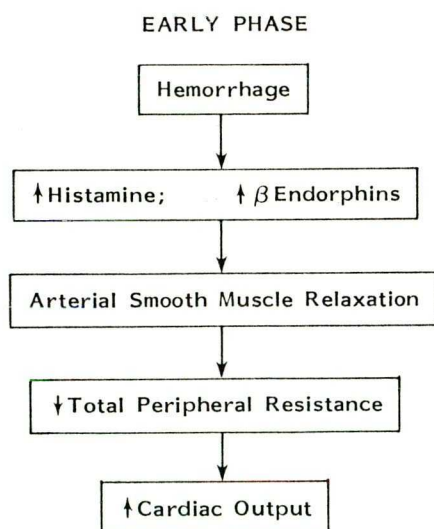 EARLY PHASE
Hemorrhage
↑Histamine; ↑ β Endorphins
Arterial Smooth Muscle Relaxation
↓Total Peripheral Resistance
↑Cardiac Output